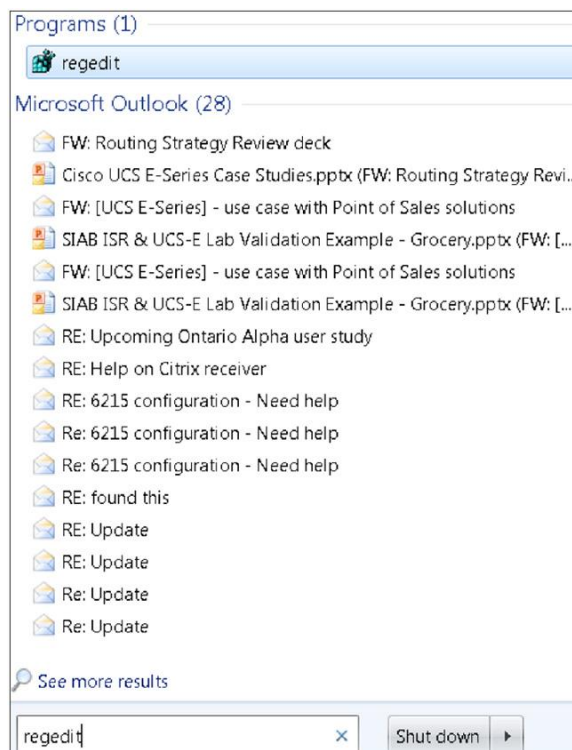 Programs (1)
regedit
Microsoft Outlook (28)
FW: Routing Strategy Review deck
Cisco UCS E-Series Case Studies.pptx (FW: Routing Strategy Revi...
FW: [UCS E-Series] - use case with Point of Sales solutions
SIAB ISR & UCS-E Lab Validation Example - Grocery.pptx (FW: [...
FW: [UCS E-Series] - use case with Point of Sales solutions
SIAB ISR & UCS-E Lab Validation Example - Grocery.pptx (FW: [...
RE: Upcoming Ontario Alpha user study
RE: Help on Citrix receiver
RE: 6215 configuration - Need help
Re: 6215 configuration - Need help
Re: 6215 configuration - Need help
RE: found this
RE: Update
RE: Update
Re: Update
Re: Update
See more results
regedit
Shut down